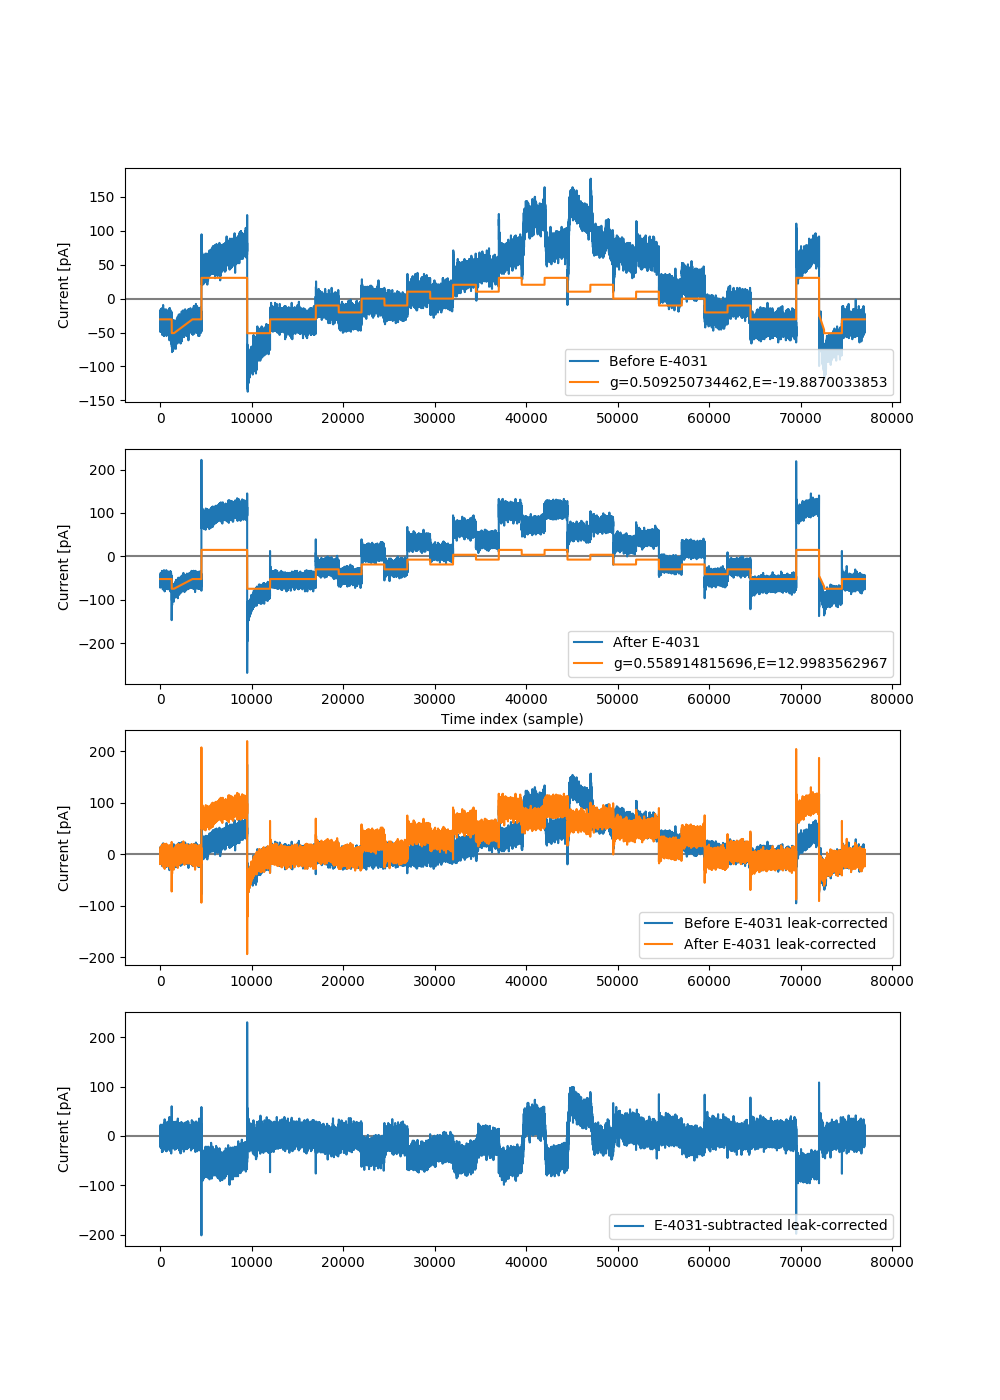 150
100
50
0
−50
−100
−150
Current [pA]
Before E-4031
g=0.509250734462,E=-19.8870033853
0 10000 20000 30000 40000 50000 60000 70000 80000
200
100
0
−100
−200
Current [pA]
After E-4031
g=0.558914815696,E=12.9983562967
0 10000 20000 30000 40000 50000 60000 70000 80000
Time index (sample)
200
100
0
−100
−200
Current [pA]
Before E-4031 leak-corrected
After E-4031 leak-corrected
0 10000 20000 30000 40000 50000 60000 70000 80000
200
100
0
−100
−200
Current [pA]
E-4031-subtracted leak-corrected
0 10000 20000 30000 40000 50000 60000 70000 80000